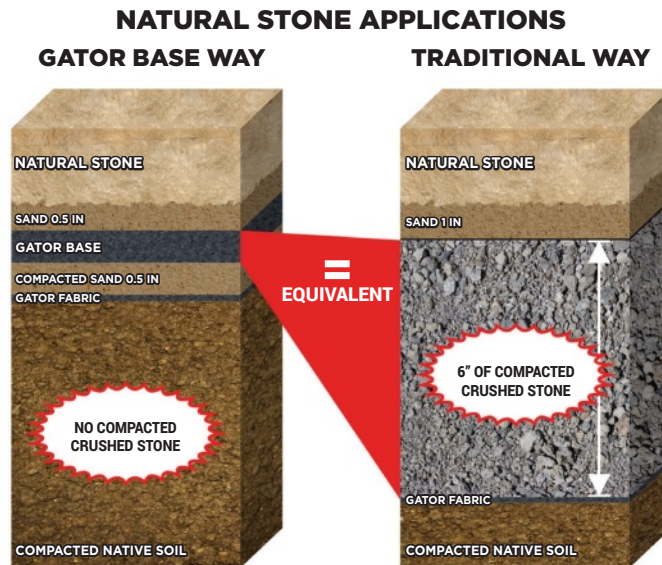 NATURAL STONE APPLICATIONS
GATOR BASE WAY
NATURAL STONE
SAND 0.5 IN
GATOR BASE
COMPACTED SAND 0.5 IN
GATOR FABRIC
NO COMPACTED
CRUSHED STONE
COMPACTED NATIVE SOIL
=
EQUIVALENT
TRADITIONAL WAY
NATURAL STONE
SAND 1 IN
6" OF COMPACTED
CRUSHED STONE
GATOR FABRIC
COMPACTED NATIVE SOIL